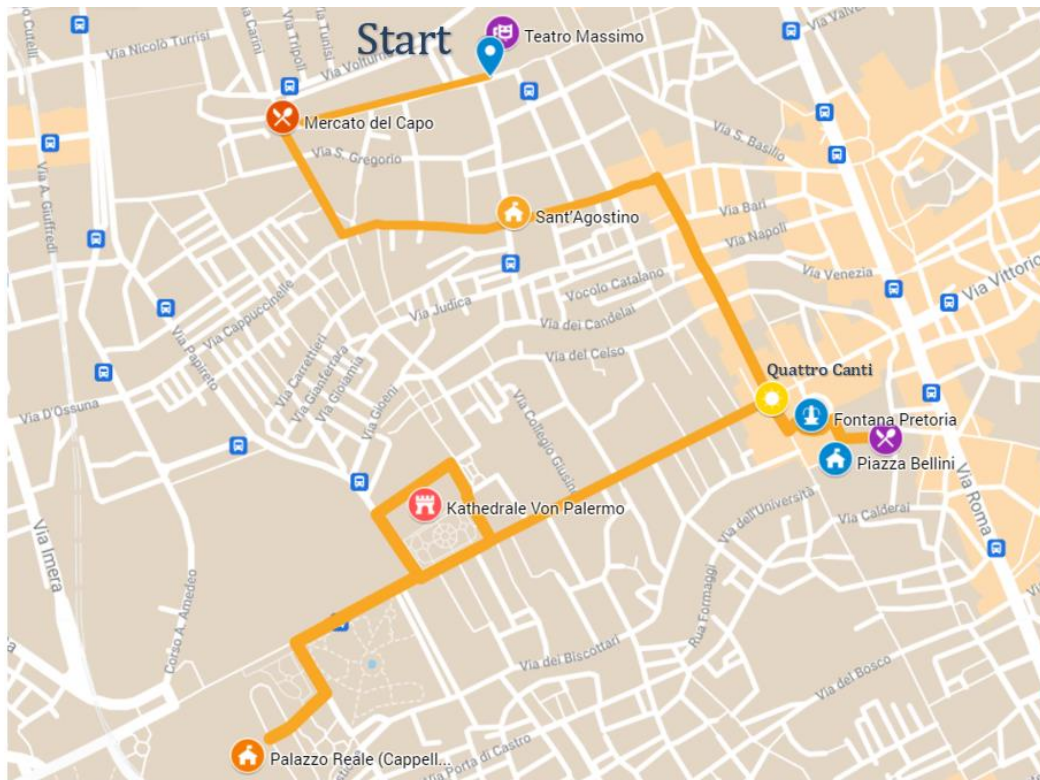 Start
Teatro Massimo
Via Nicolò Turrisi
Via Carini
Via Tripoli
Via Tunisi
Via Volturno
Mercato del Capo
Via S. Gregorio
Via S. Basilio
Via A. Giuffredi
Sant'Agostino
Via Bari
Via Napoli
Via Venezia
Via Vittorio
Vocolo Catalano
Via Judica
Via dei Candelai
Via del Celso
Via Cappuccinelle
Via Papireto
Via Carrettieri
Via Gianferrara
Via Gioiamia
Via Gioeni
Via D'Ossuna
Quattro Canti
Fontana Pretoria
Piazza Bellini
Via Collegio Giusin
Kathedrale Von Palermo
Via dell'Università
Via Calderai
Via Roma
Via Imera
Corso A. Amedeo
Rua Formaggi
Via dei Biscottari
Via del Bosco
Palazzo Reale (Cappell...
Via Porta di Castro